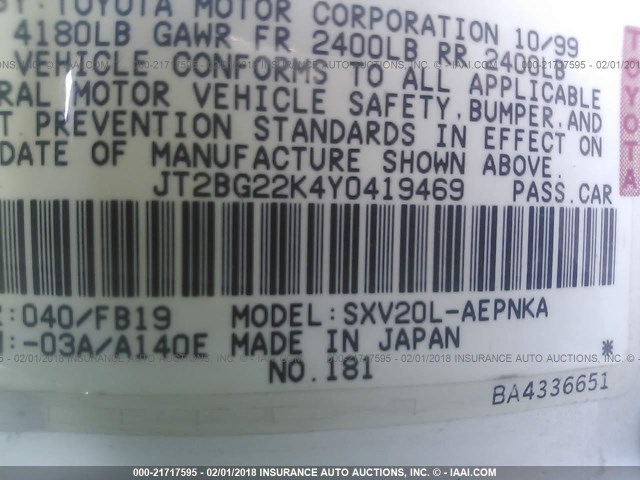 BY: TOYOTA MOTOR CORPORATION 10/99
4180LB GAWR FR 2400LB RR 2400LB
VEHICLE CONFORMS TO ALL APPLICABLE
RAL MOTOR VEHICLE SAFETY, BUMPER, AND
T PREVENTION STANDARDS IN EFFECT ON
DATE OF MANUFACTURE SHOWN ABOVE.
JT2BG22K4Y0419469 PASS.CAR
:040/FB19 MODEL:SXV20L-AEPNKA
:-03A/A140E MADE IN JAPAN *
NO.181
BA4336651
TOYOTA
000-21717595 - 02/01/2018 INSURANCE AUTO AUCTIONS, INC. - © - IAAI.COM